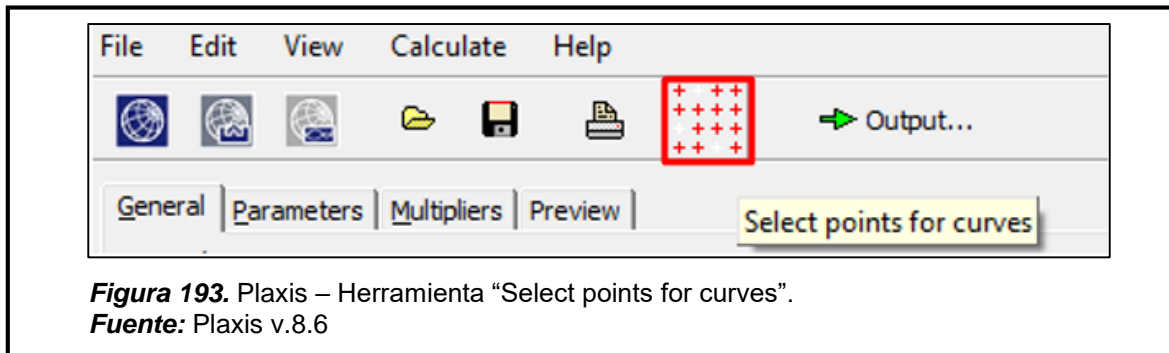 File Edit View Calculate Help
Output...
General Parameters Multipliers Preview
Select points for curves
Figura 193. Plaxis – Herramienta “Select points for curves”.
Fuente: Plaxis v.8.6